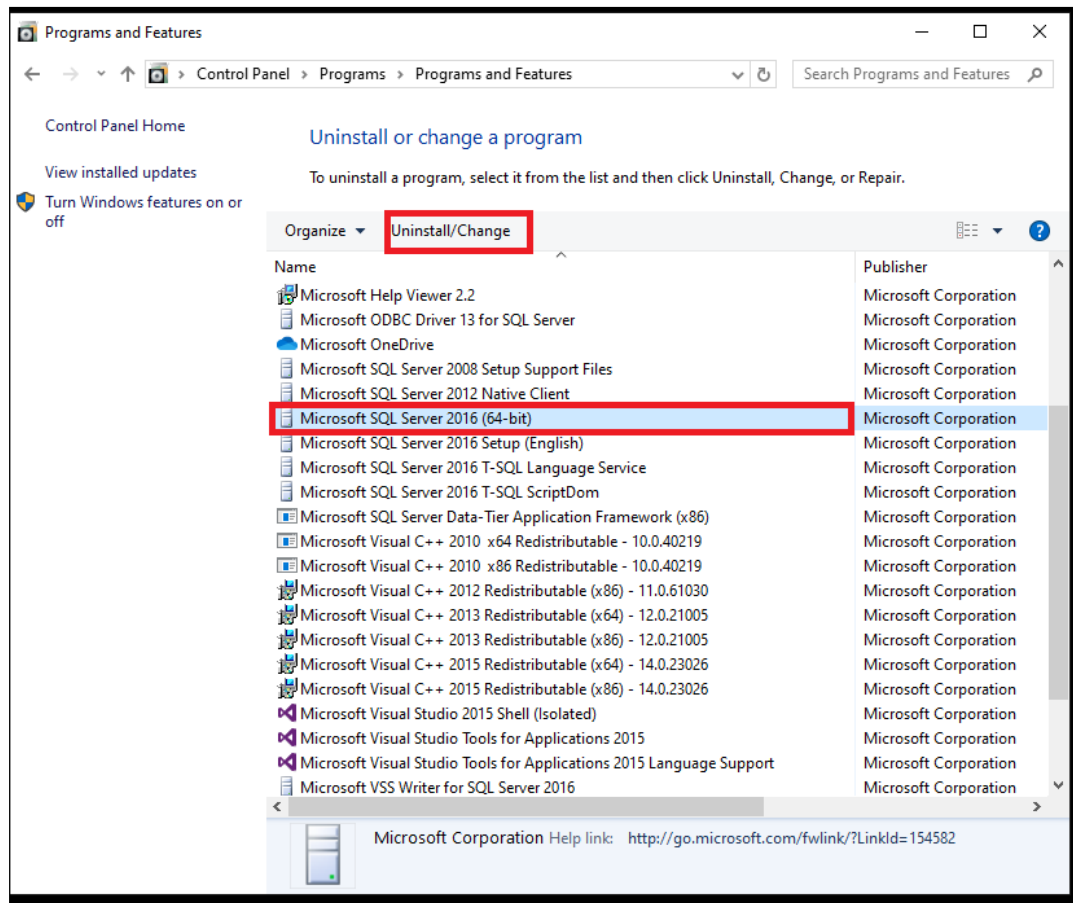 Programs and Features
Control Panel > Programs > Programs and Features
Search Programs and Features
Control Panel Home
View installed updates
Turn Windows features on or
off
Uninstall or change a program
To uninstall a program, select it from the list and then click Uninstall, Change, or Repair.
Organize Uninstall/Change
Name Publisher
Microsoft Help Viewer 2.2 Microsoft Corporation
Microsoft ODBC Driver 13 for SQL Server Microsoft Corporation
Microsoft OneDrive Microsoft Corporation
Microsoft SQL Server 2008 Setup Support Files Microsoft Corporation
Microsoft SQL Server 2012 Native Client Microsoft Corporation
Microsoft SQL Server 2016 (64-bit) Microsoft Corporation
Microsoft SQL Server 2016 Setup (English) Microsoft Corporation
Microsoft SQL Server 2016 T-SQL Language Service Microsoft Corporation
Microsoft SQL Server 2016 T-SQL ScriptDom Microsoft Corporation
Microsoft SQL Server Data-Tier Application Framework (x86) Microsoft Corporation
Microsoft Visual C++ 2010  x64 Redistributable - 10.0.40219 Microsoft Corporation
Microsoft Visual C++ 2010  x86 Redistributable - 10.0.40219 Microsoft Corporation
Microsoft Visual C++ 2012 Redistributable (x86) - 11.0.61030 Microsoft Corporation
Microsoft Visual C++ 2013 Redistributable (x64) - 12.0.21005 Microsoft Corporation
Microsoft Visual C++ 2013 Redistributable (x86) - 12.0.21005 Microsoft Corporation
Microsoft Visual C++ 2015 Redistributable (x64) - 14.0.23026 Microsoft Corporation
Microsoft Visual C++ 2015 Redistributable (x86) - 14.0.23026 Microsoft Corporation
Microsoft Visual Studio 2015 Shell (Isolated) Microsoft Corporation
Microsoft Visual Studio Tools for Applications 2015 Microsoft Corporation
Microsoft Visual Studio Tools for Applications 2015 Language Support Microsoft Corporation
Microsoft VSS Writer for SQL Server 2016 Microsoft Corporation
Microsoft Corporation Help link: http://go.microsoft.com/fwlink/?LinkId=154582